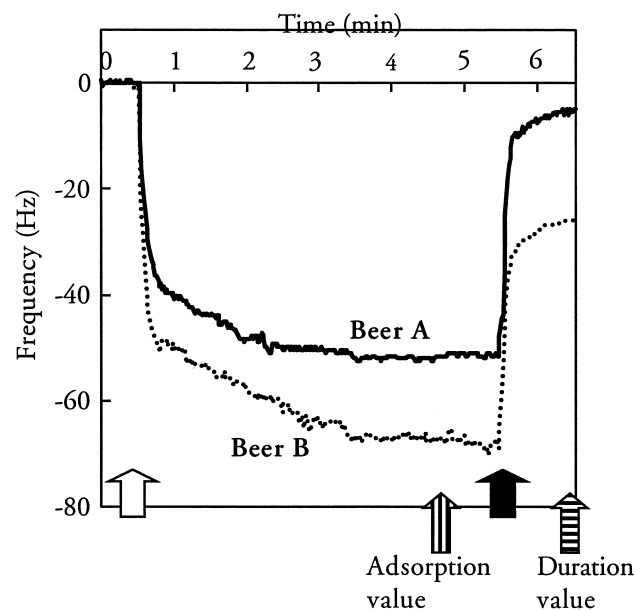 Time (min)
0 1 2 3 4 5 6
0
-20
-40
-60
-80
Frequency (Hz)
Beer A
Beer B
Adsorption
value
Duration
value